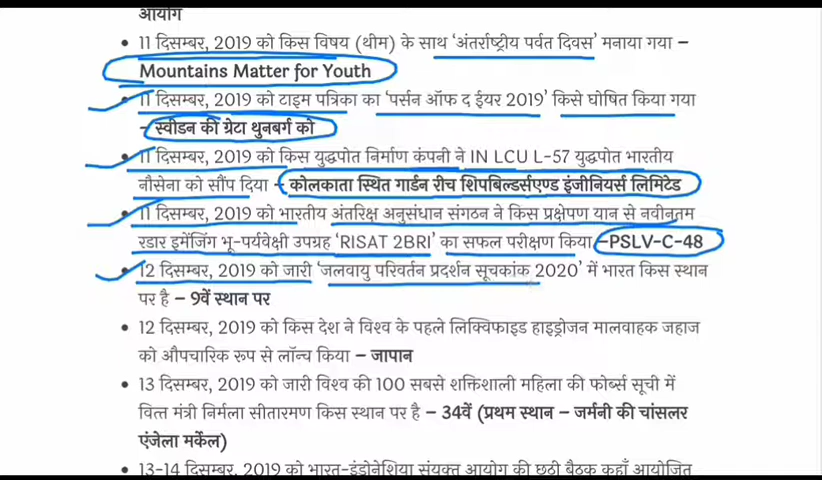 आयोग
• 11 दिसम्बर, 2019 को किस विषय (थीम) के साथ ‘अंतर्राष्ट्रीय पर्वत दिवस’ मनाया गया –
Mountains Matter for Youth
11 दिसम्बर, 2019 को टाइम पत्रिका का ‘पर्सन ऑफ द ईयर 2019’ किसे घोषित किया गया
– स्वीडन की ग्रेटा थुनबर्ग को
11 दिसम्बर, 2019 को किस युद्धपोत निर्माण कंपनी ने IN LCU L-57 युद्धपोत भारतीय
नौसेना को सौंप दिया – कोलकाता स्थित गार्डन रीच शिपबिल्डर्सएण्ड इंजीनियर्स लिमिटेड
11 दिसम्बर, 2019 को भारतीय अंतरिक्ष अनुसंधान संगठन ने किस प्रक्षेपण यान से नवीनतम
रडार इमेजिंग भू-पर्यवेक्षी उपग्रह ‘RISAT 2BRI’ का सफल परीक्षण किया –PSLV-C-48
12 दिसम्बर, 2019 को जारी ‘जलवायु परिवर्तन प्रदर्शन सूचकांक 2020’ में भारत किस स्थान
पर है – 9वें स्थान पर
• 12 दिसम्बर, 2019 को किस देश ने विश्व के पहले लिक्विफाइड हाइड्रोजन मालवाहक जहाज
को औपचारिक रूप से लॉन्च किया – जापान
• 13 दिसम्बर, 2019 को जारी विश्व की 100 सबसे शक्तिशाली महिला की फोर्ब्स सूची में
वित्त मंत्री निर्मला सीतारमण किस स्थान पर है – 34वें (प्रथम स्थान – जर्मनी की चांसलर
एंजेला मर्केल)
• 13-14 दिसम्बर, 2019 को भारत-इंडोनेशिया संयुक्त आयोग की छठी बैठक कहाँ आयोजित